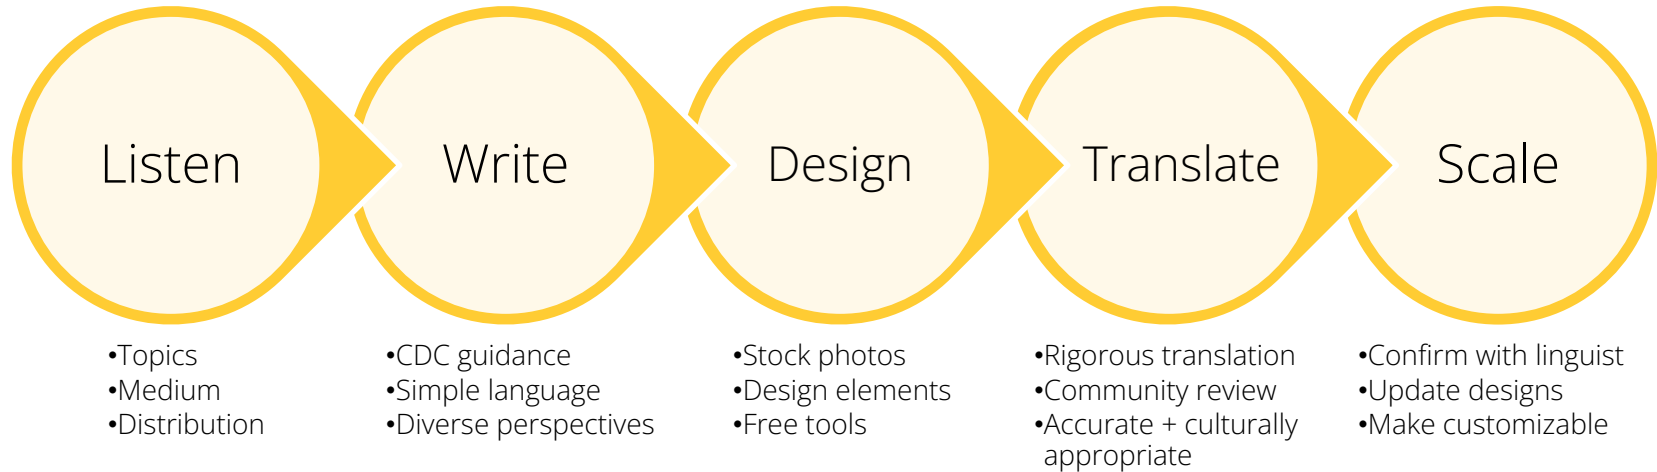 Listen
Write
Design
Translate
Scale
•Topics
•Medium
•Distribution
•CDC guidance
•Simple language
•Diverse perspectives
•Stock photos
•Design elements
•Free tools
•Rigorous translation
•Community review
•Accurate + culturally
appropriate
•Confirm with linguist
•Update designs
•Make customizable